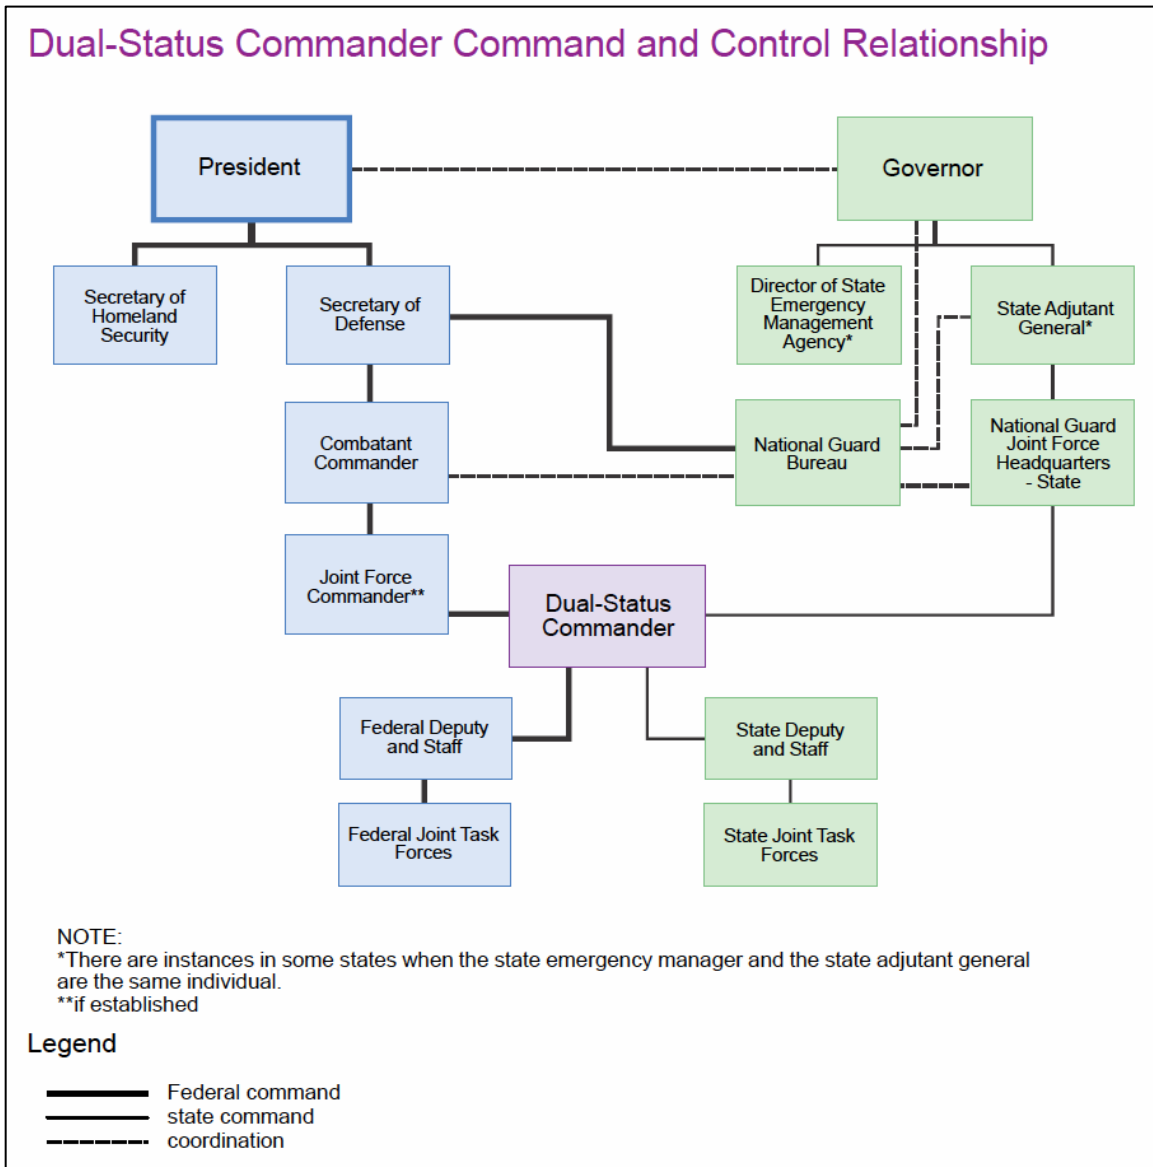 Dual-Status Commander Command and Control Relationship
President
Governor
Secretary of
Homeland
Security
Secretary of
Defense
Director of State
Emergency
Management
Agency*
State Adjutant
General*
Combatant
Commander
National Guard
Bureau
National Guard
Joint Force
Headquarters
- State
Joint Force
Commander**
Dual-Status
Commander
Federal Deputy
and Staff
State Deputy
and Staff
Federal Joint Task
Forces
State Joint Task
Forces
NOTE:
*There are instances in some states when the state emergency manager and the state adjutant general
are the same individual.
**if established
Legend
Federal command
state command
coordination